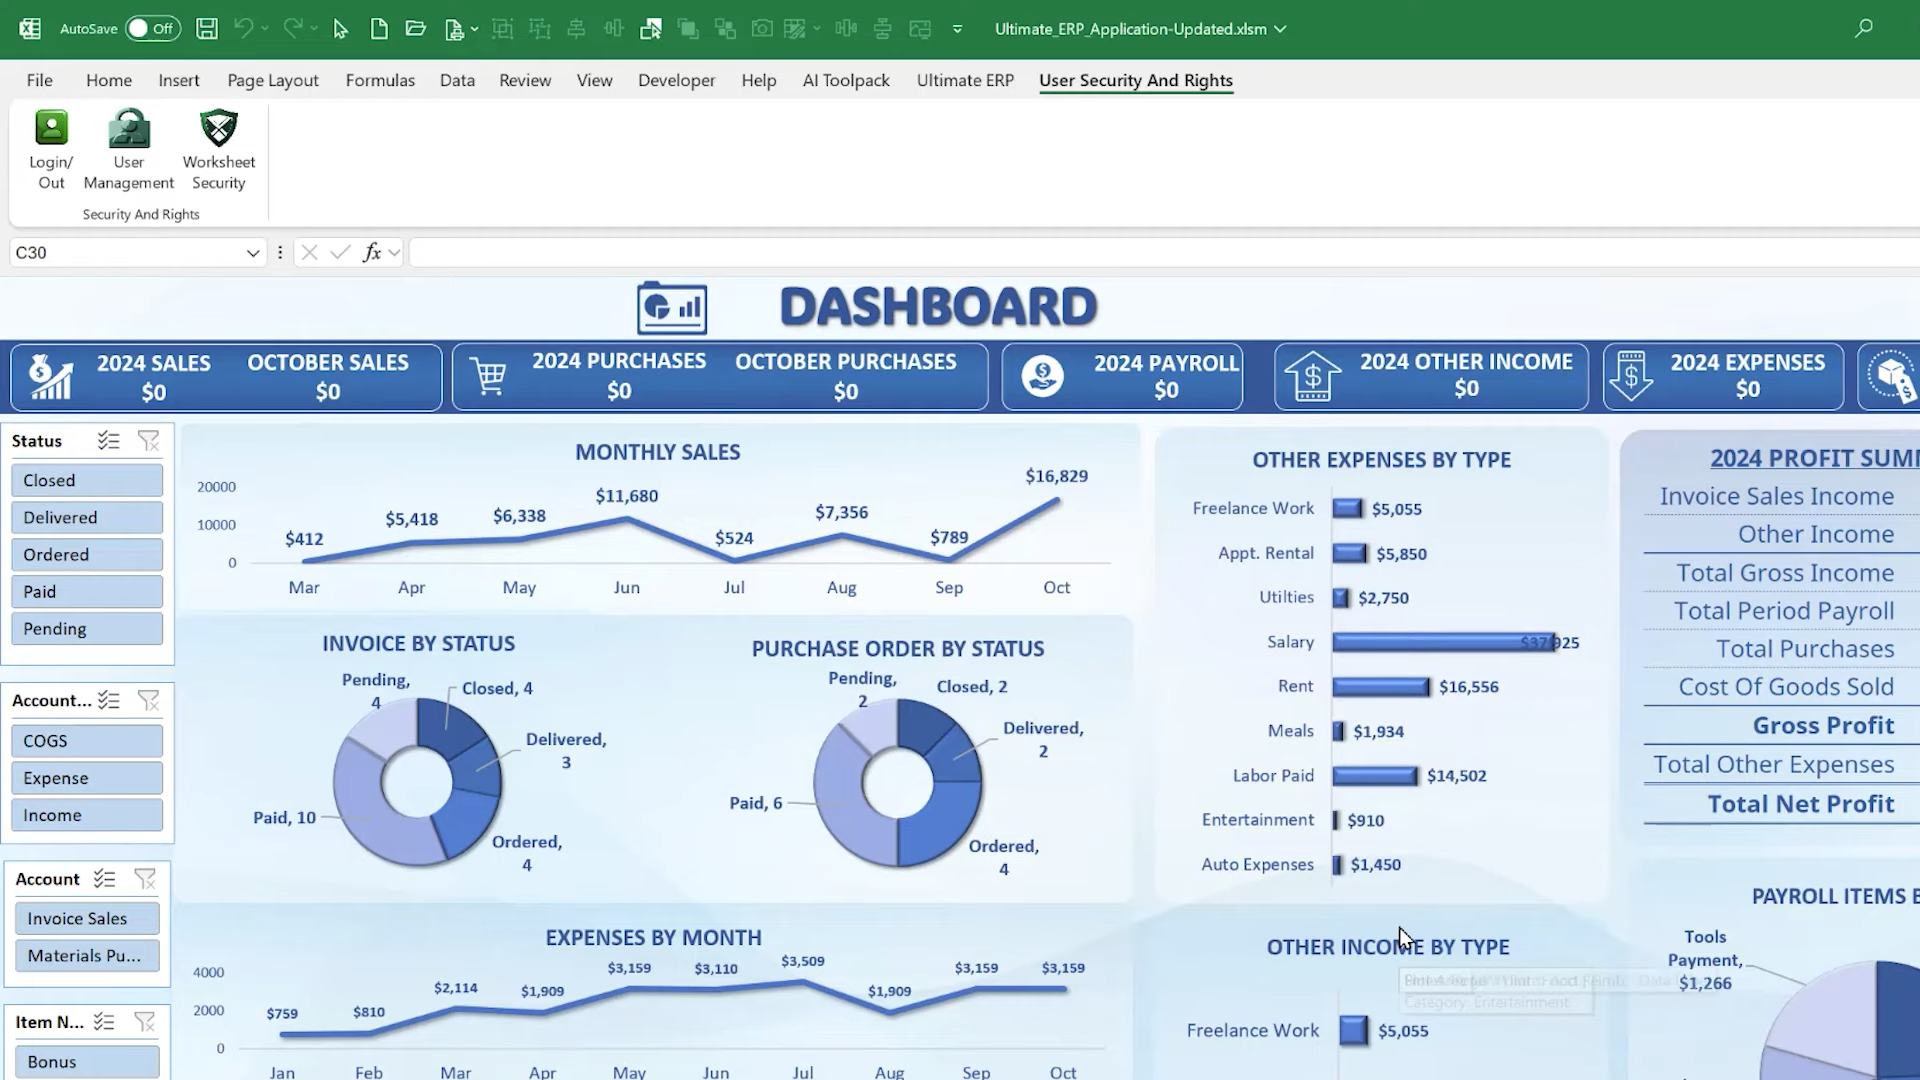 AutoSave Off Ultimate_ERP_Application-Updated.xlsm
File Home Insert Page Layout Formulas Data Review View Developer Help AI Toolpack Ultimate ERP User Security And Rights
Login/
Out
User
Management
Worksheet
Security
Security And Rights
C30
fx
DASHBOARD
2024 SALES
$0
OCTOBER SALES
$0
2024 PURCHASES
$0
OCTOBER PURCHASES
$0
2024 PAYROLL
$0
2024 OTHER INCOME
$0
2024 EXPENSES
$0
Status
Closed
Delivered
Ordered
Paid
Pending
Account...
COGS
Expense
Income
Account
Invoice Sales
Materials Pu...
Item N...
Bonus
MONTHLY SALES
20000
10000
0
$412
$5,418
$6,338
$11,680
$524
$7,356
$789
$16,829
Mar Apr May Jun Jul Aug Sep Oct
INVOICE BY STATUS
Pending,
4
Closed, 4
Delivered,
3
Paid, 10
Ordered,
4
PURCHASE ORDER BY STATUS
Pending,
2
Closed, 2
Delivered,
2
Paid, 6
Ordered,
4
EXPENSES BY MONTH
4000
2000
0
$759
$810
$2,114
$1,909
$3,159
$3,110
$3,509
$1,909
$3,159
$3,159
Jan Feb Mar Apr May Jun Jul Aug Sep Oct
OTHER EXPENSES BY TYPE
Freelance Work $5,055
Appt. Rental $5,850
Utilties $2,750
Salary $37,925
Rent $16,556
Meals $1,934
Labor Paid $14,502
Entertainment $910
Auto Expenses $1,450
OTHER INCOME BY TYPE
Category: Entertainment
Freelance Work $5,055
2024 PROFIT SUM
Invoice Sales Income
Other Income
Total Gross Income
Total Period Payroll
Total Purchases
Cost Of Goods Sold
Gross Profit
Total Other Expenses
Total Net Profit
PAYROLL ITEMS
Tools
Payment,
$1,266